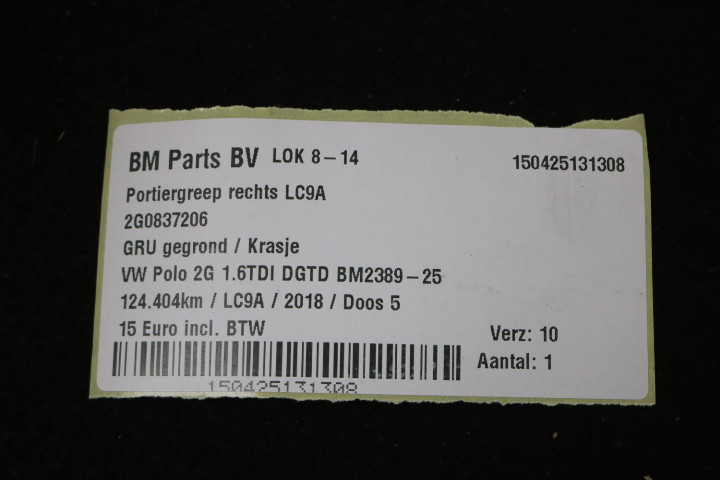 BM Parts BV LOK 8-14 150425131308
Portiergreep rechts LC9A
2G0837206
GRU gegrond / Krasje
VW Polo 2G 1.6TDI DGTD BM2389-25
124.404km / LC9A / 2018 / Doos 5
15 Euro incl. BTW Verz: 10
Aantal: 1
150425131308